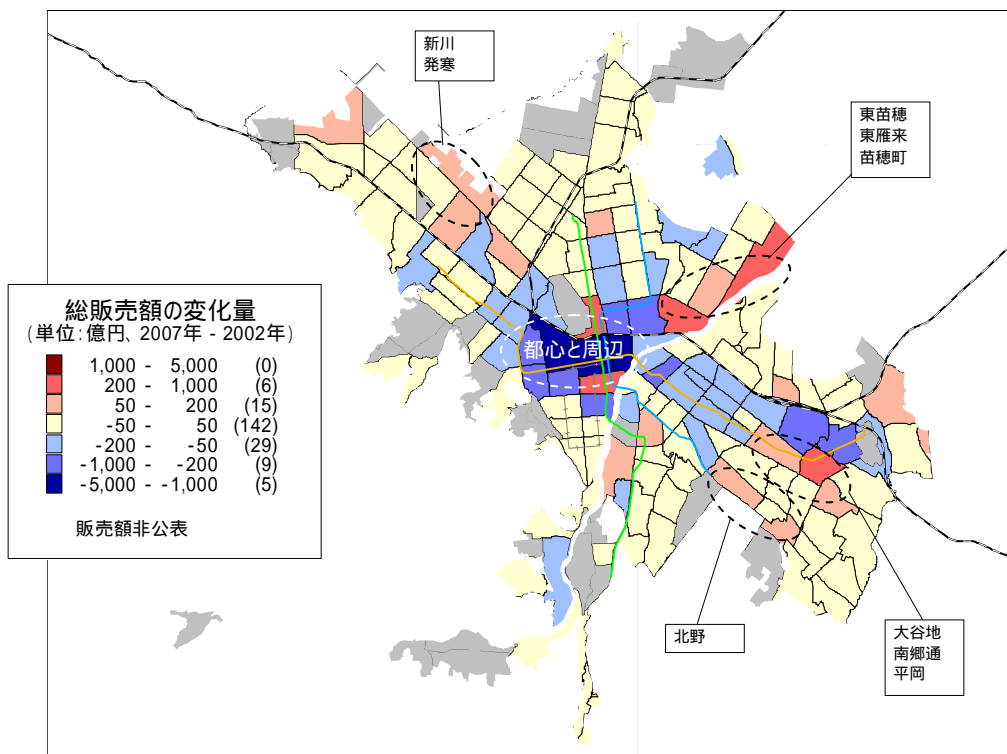 新川
発寒
東苗穂
東雁来
苗穂町
総販売額の変化量
(単位:億円、2007年 - 2002年)
1,000 - 5,000 (0)
200 - 1,000 (6)
50 - 200 (15)
-50 - 50 (142)
-200 - -50 (29)
-1,000 - -200 (9)
-5,000 - -1,000 (5)
販売額非公表
都心と周辺
北野
大谷地
南郷通
平岡